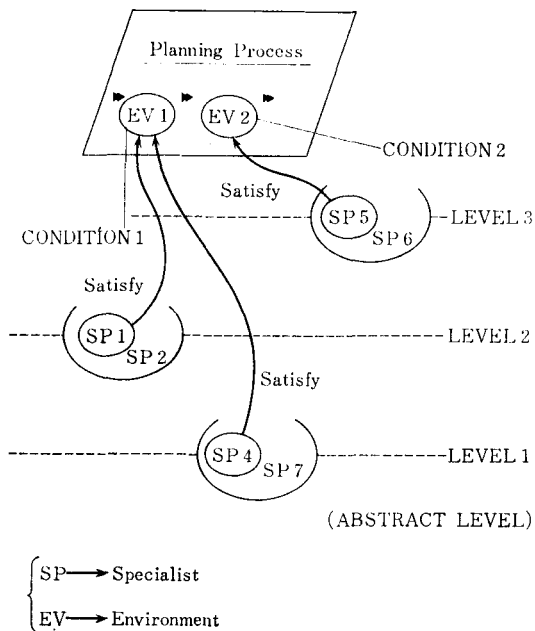 Planning Process
EV 1
EV 2
CONDITION 2
Satisfy
SP 5
SP 6
LEVEL 3
CONDITION 1
Satisfy
SP 1
SP 2
LEVEL 2
Satisfy
SP 4
SP 7
LEVEL 1
(ABSTRACT LEVEL)
SP → Specialist
EV → Environment